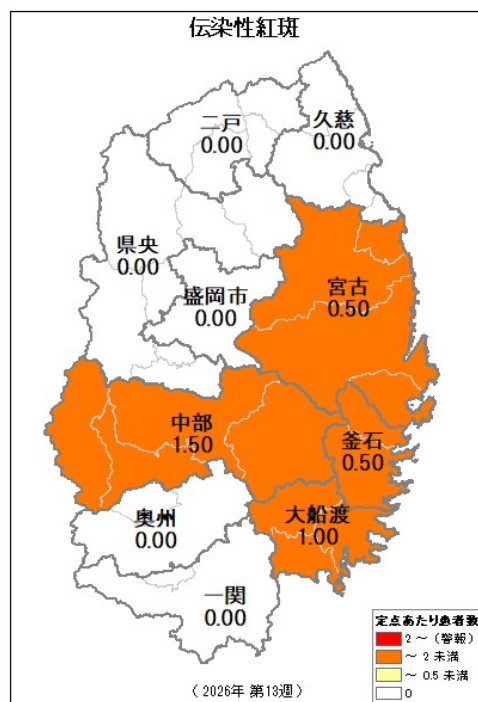 伝染性紅斑
二戸
0.00
久慈
0.00
県央
0.00
盛岡市
0.00
宮古
0.50
中部
1.50
釜石
0.50
奥州
0.00
大船渡
1.00
一関
0.00
定点あたり患者数
2 ～ （警報）
～ 2 未満
～ 0.5 未満
0
（ 2026年 第13週 ）